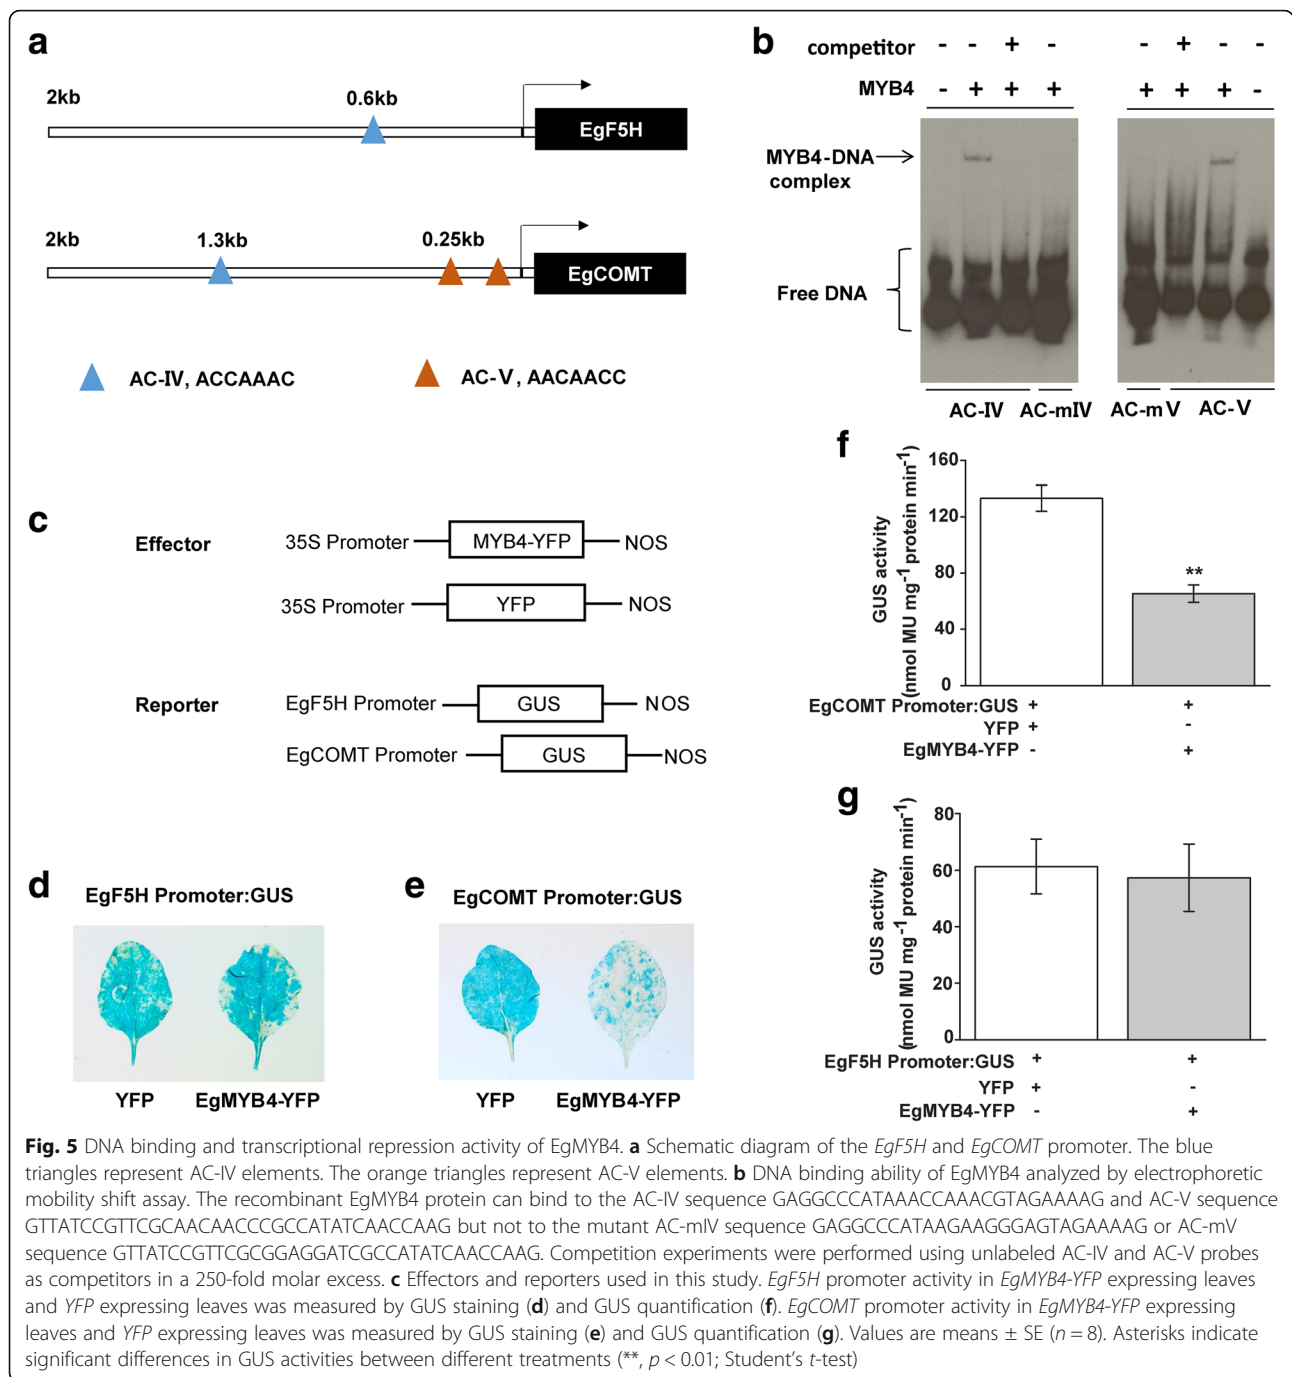 a
2kb
0.6kb
EgF5H
2kb
1.3kb
0.25kb
EgCOMT
AC-IV, ACCAAAC
AC-V, AACAACC
b
competitor - - + - - + - -
MYB4 - + + + + + + -
MYB4-DNA
complex
Free DNA
AC-IV AC-mIV AC-mV AC-V
c
Effector
35S Promoter MYB4-YFP NOS
35S Promoter YFP NOS
Reporter
EgF5H Promoter GUS NOS
EgCOMT Promoter GUS NOS
d
EgF5H Promoter:GUS
YFP EgMYB4-YFP
e
EgCOMT Promoter:GUS
YFP EgMYB4-YFP
f
GUS activity
(nmol MU mg⁻¹ protein min⁻¹)
160
120
80
40
0
**
EgCOMT Promoter:GUS + +
YFP + -
EgMYB4-YFP - +
g
GUS activity
(nmol MU mg⁻¹ protein min⁻¹)
80
60
40
20
0
EgF5H Promoter:GUS + +
YFP + -
EgMYB4-YFP - +
Fig. 5 DNA binding and transcriptional repression activity of EgMYB4. a Schematic diagram of the EgF5H and EgCOMT promoter. The blue
triangles represent AC-IV elements. The orange triangles represent AC-V elements. b DNA binding ability of EgMYB4 analyzed by electrophoretic
mobility shift assay. The recombinant EgMYB4 protein can bind to the AC-IV sequence GAGGCCCATAAACCAAACGTAGAAAAG and AC-V sequence
GTTATCCGTTCGCAACAACCCGCCATATCAACCAAG but not to the mutant AC-mIV sequence GAGGCCCATAAGAAGGGAGTAGAAAAG or AC-mV
sequence GTTATCCGTTCGCGGAGGATCGCCATATCAACCAAG. Competition experiments were performed using unlabeled AC-IV and AC-V probes
as competitors in a 250-fold molar excess. c Effectors and reporters used in this study. EgF5H promoter activity in EgMYB4-YFP expressing leaves
and YFP expressing leaves was measured by GUS staining (d) and GUS quantification (f). EgCOMT promoter activity in EgMYB4-YFP expressing
leaves and YFP expressing leaves was measured by GUS staining (e) and GUS quantification (g). Values are means ± SE (n = 8). Asterisks indicate
significant differences in GUS activities between different treatments (**, p < 0.01; Student's t-test)